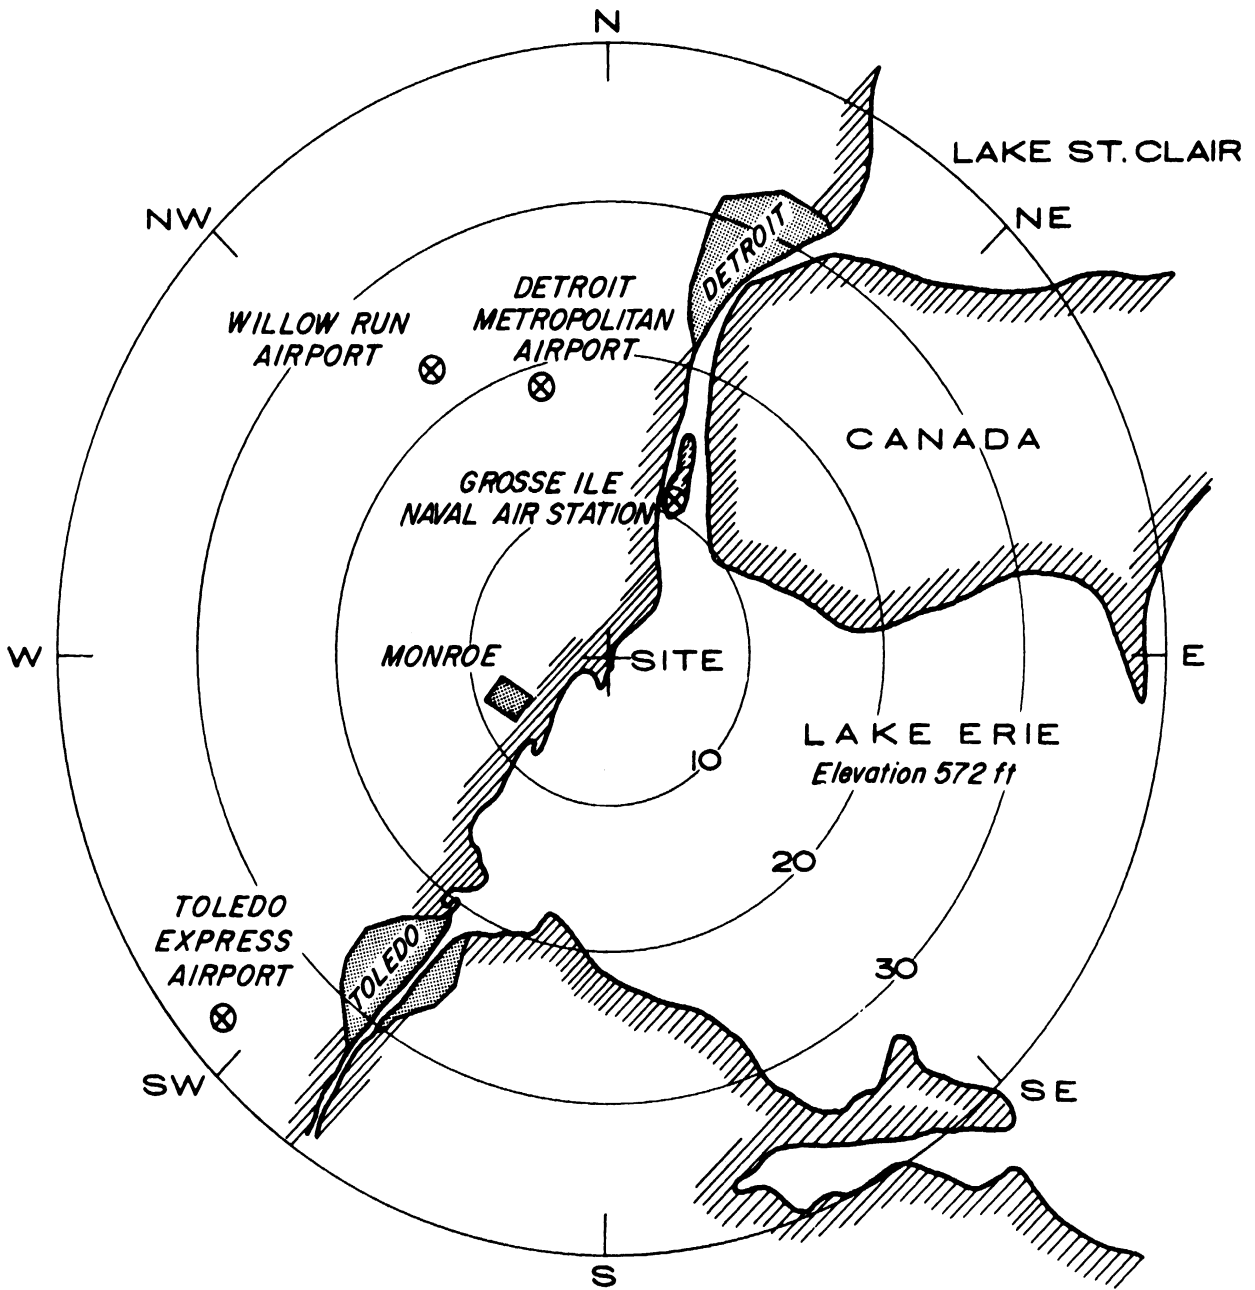 N
LAKE ST. CLAIR
NW
NE
DETROIT
DETROIT
METROPOLITAN
AIRPORT
WILLOW RUN
AIRPORT
CANADA
GROSSE ILE
NAVAL AIR STATION
W
MONROE
SITE
E
LAKE ERIE
Elevation 572 ft
10
20
30
TOLEDO
EXPRESS
AIRPORT
TOLEDO
SW
SE
S